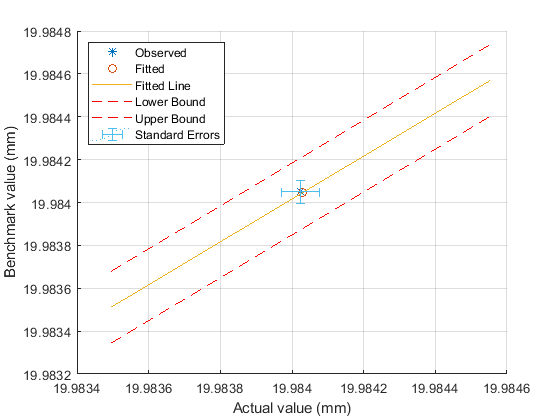 19.9848
19.9846
19.9844
19.9842
19.984
19.9838
19.9836
19.9834
19.9832
Benchmark value (mm)
Observed
Fitted
Fitted Line
Lower Bound
Upper Bound
Standard Errors
19.9834 19.9836 19.9838 19.984 19.9842 19.9844 19.9846
Actual value (mm)